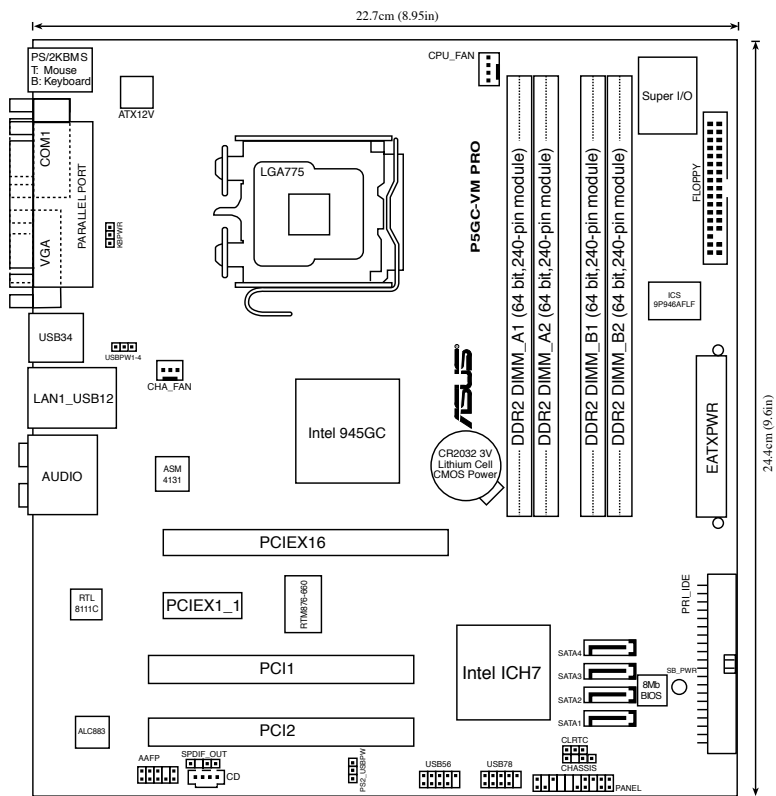 22.7cm (8.95in)
PS/2KBMS
T: Mouse
B: Keyboard
ATX12V
CPU_FAN
Super I/O
COM1
PARALLEL PORT
VGA
KBPWR
LGA775
P5GC-VM PRO
DDR2 DIMM_A1 (64 bit,240-pin module)
DDR2 DIMM_A2 (64 bit,240-pin module)
DDR2 DIMM_B1 (64 bit,240-pin module)
DDR2 DIMM_B2 (64 bit,240-pin module)
FLOPPY
ICS
9P946AFLF
USB34
USBPW1-4
CHA_FAN
LAN1_USB12
Intel 945GC
ASUS
CR2032 3V
Lithium Cell
CMOS Power
EATXPWR
24.4cm (9.6in)
AUDIO
ASM
4131
PCIEX16
RTL
8111C
PCIEX1_1
RTM876-660
PRI_IDE
PCI1
Intel ICH7
SATA4
SATA3
SATA2
SATA1
SB_PWR
8Mb
BIOS
ALC883
PCI2
AAFP
SPDIF_OUT
CD
PS2_USBPW
USB56
USB78
CLRTC
CHASSIS
PANEL